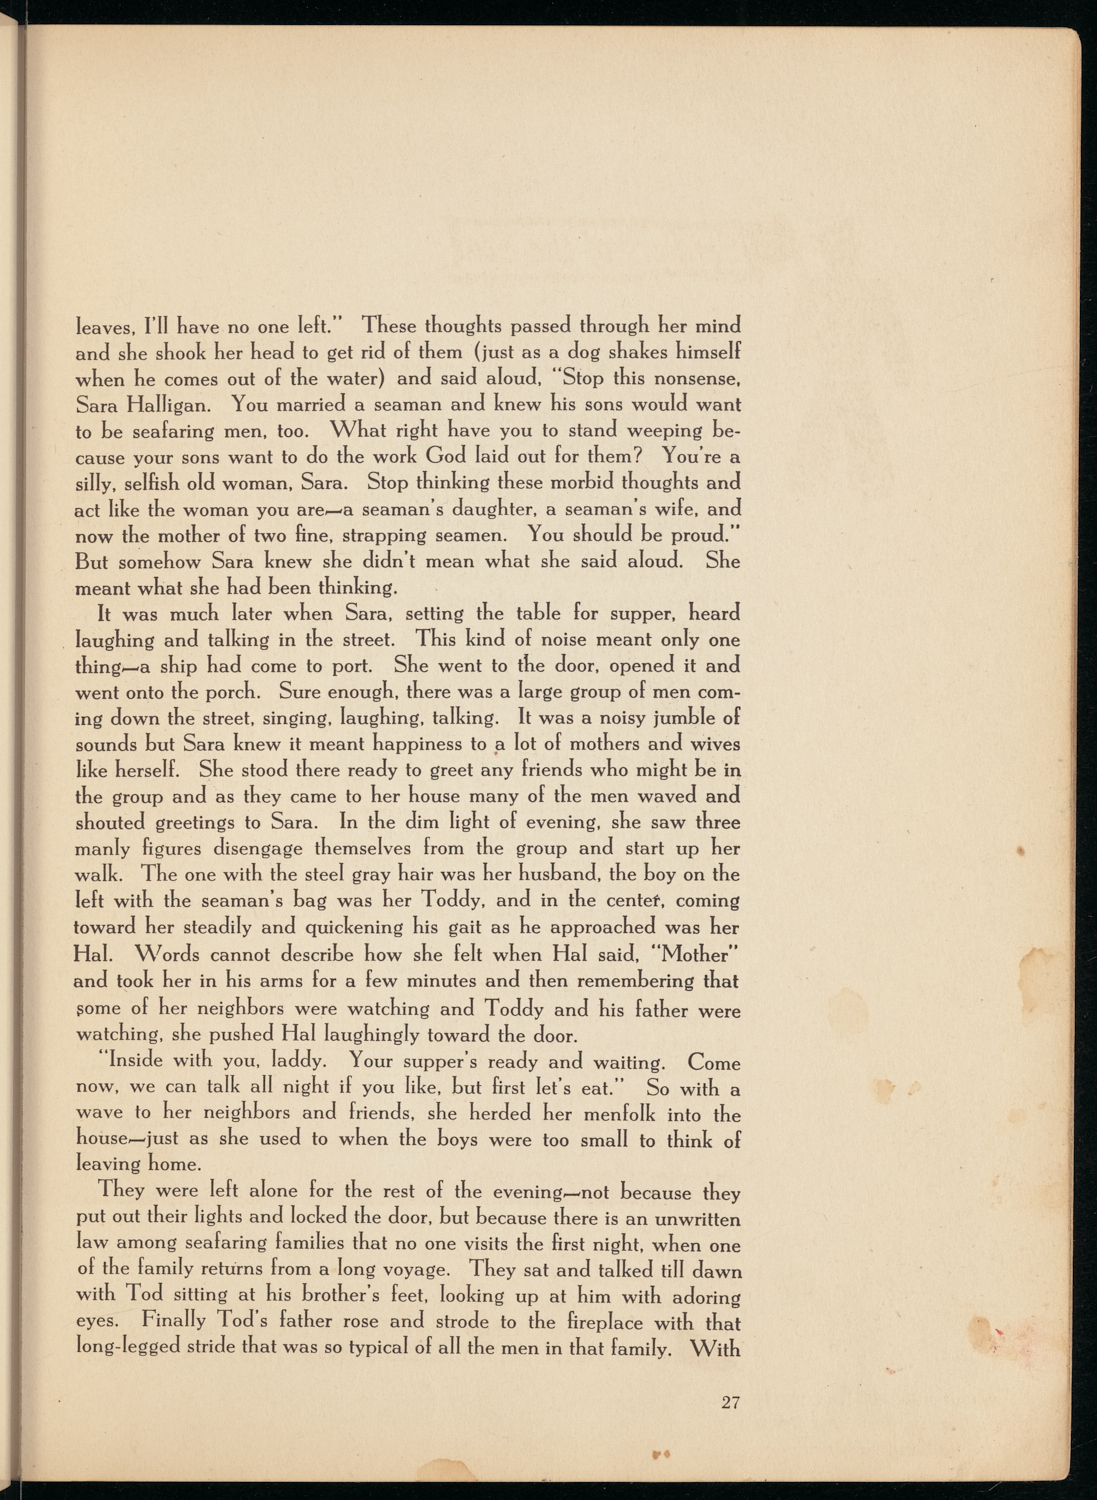 leaves, I'll have no one left." These thoughts passed through her mind
and she shook her head to get rid of them (just as a dog shakes himself
when he comes out of the water) and said aloud, "Stop this nonsense,
Sara Halligan. You married a seaman and knew his sons would want
to be seafaring men, too. What right have you to stand weeping be-
cause your sons want to do the work God laid out for them? You're a
silly, selfish old woman, Sara. Stop thinking these morbid thoughts and
act like the woman you are—a seaman's daughter, a seaman's wife, and
now the mother of two fine, strapping seamen. You should be proud."
But somehow Sara knew she didn't mean what she said aloud. She
meant what she had been thinking.
It was much later when Sara, setting the table for supper, heard
laughing and talking in the street. This kind of noise meant only one
thing—a ship had come to port. She went to the door, opened it and
went onto the porch. Sure enough, there was a large group of men com-
ing down the street, singing, laughing, talking. It was a noisy jumble of
sounds but Sara knew it meant happiness to a lot of mothers and wives
like herself. She stood there ready to greet any friends who might be in
the group and as they came to her house many of the men waved and
shouted greetings to Sara. In the dim light of evening, she saw three
manly figures disengage themselves from the group and start up her
walk. The one with the steel gray hair was her husband, the boy on the
left with the seaman's bag was her Toddy, and in the center, coming
toward her steadily and quickening his gait as he approached was her
Hal. Words cannot describe how she felt when Hal said, "Mother"
and took her in his arms for a few minutes and then remembering that
some of her neighbors were watching and Toddy and his father were
watching, she pushed Hal laughingly toward the door.
"Inside with you, laddy. Your supper's ready and waiting. Come
now, we can talk all night if you like, but first let's eat." So with a
wave to her neighbors and friends, she herded her menfolk into the
house—just as she used to when the boys were too small to think of
leaving home.
They were left alone for the rest of the evening—not because they
put out their lights and locked the door, but because there is an unwritten
law among seafaring families that no one visits the first night, when one
of the family returns from a long voyage. They sat and talked till dawn
with Tod sitting at his brother's feet, looking up at him with adoring
eyes. Finally Tod's father rose and strode to the fireplace with that
long-legged stride that was so typical of all the men in that family. With
27